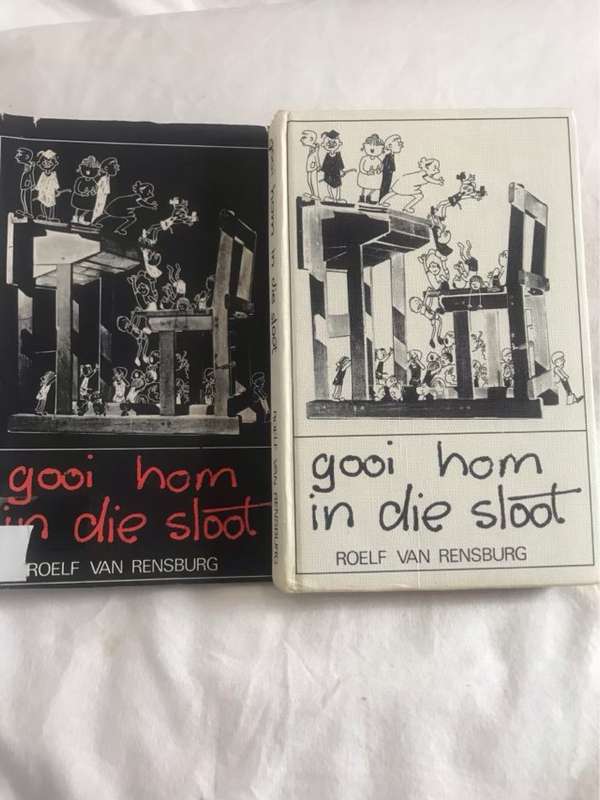 gooi hom
in die sloot
ROELF VAN RENSBURG
gooi hom in die sloot
ROELF VAN RENSBURG
gooi hom
in die sloot
ROELF VAN RENSBURG